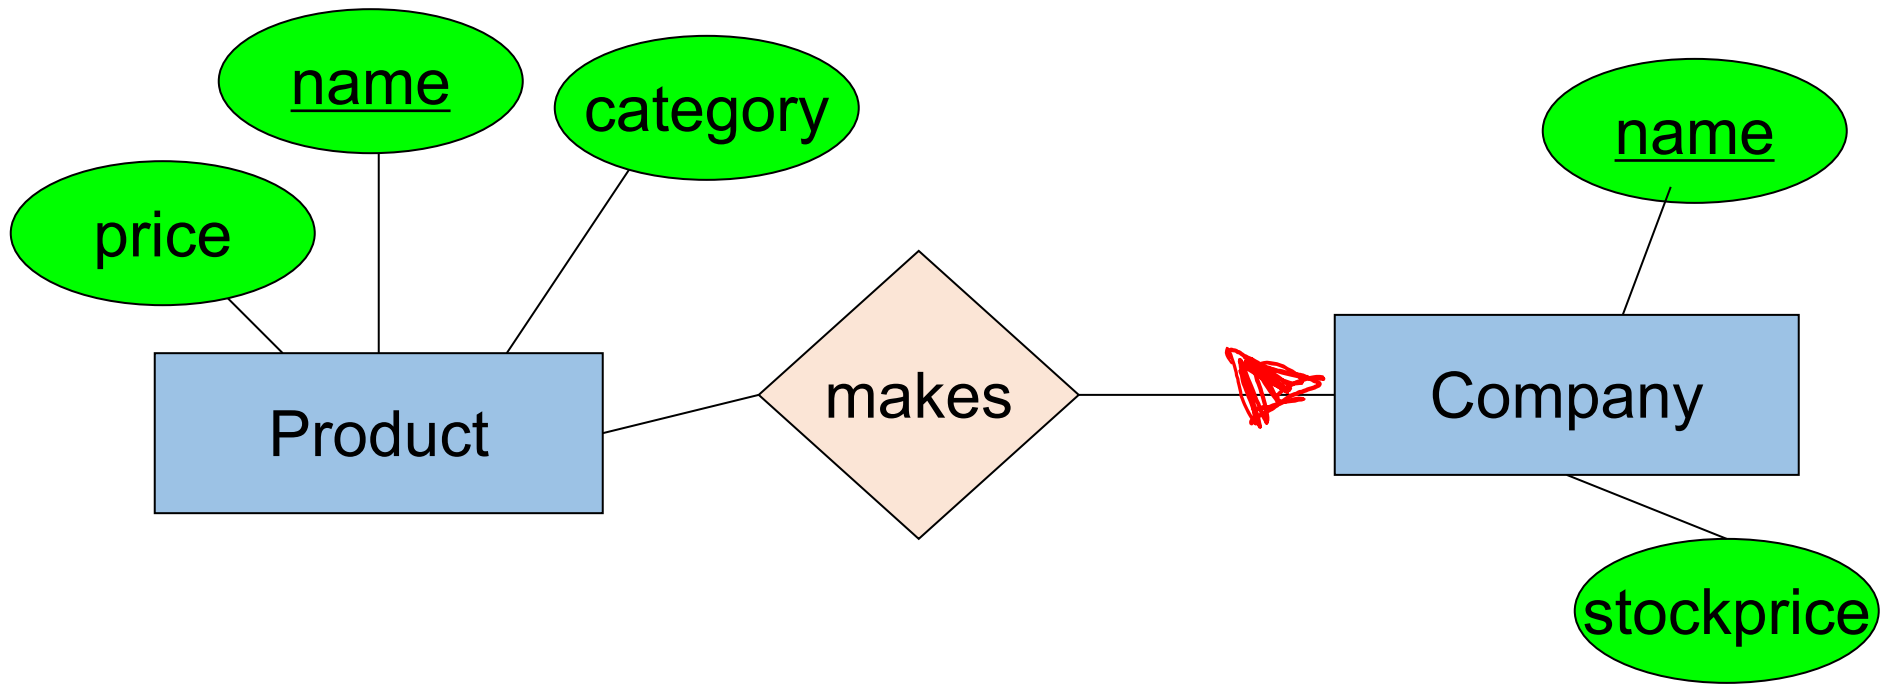 name
category
name
price
makes
Company
Product
stockprice